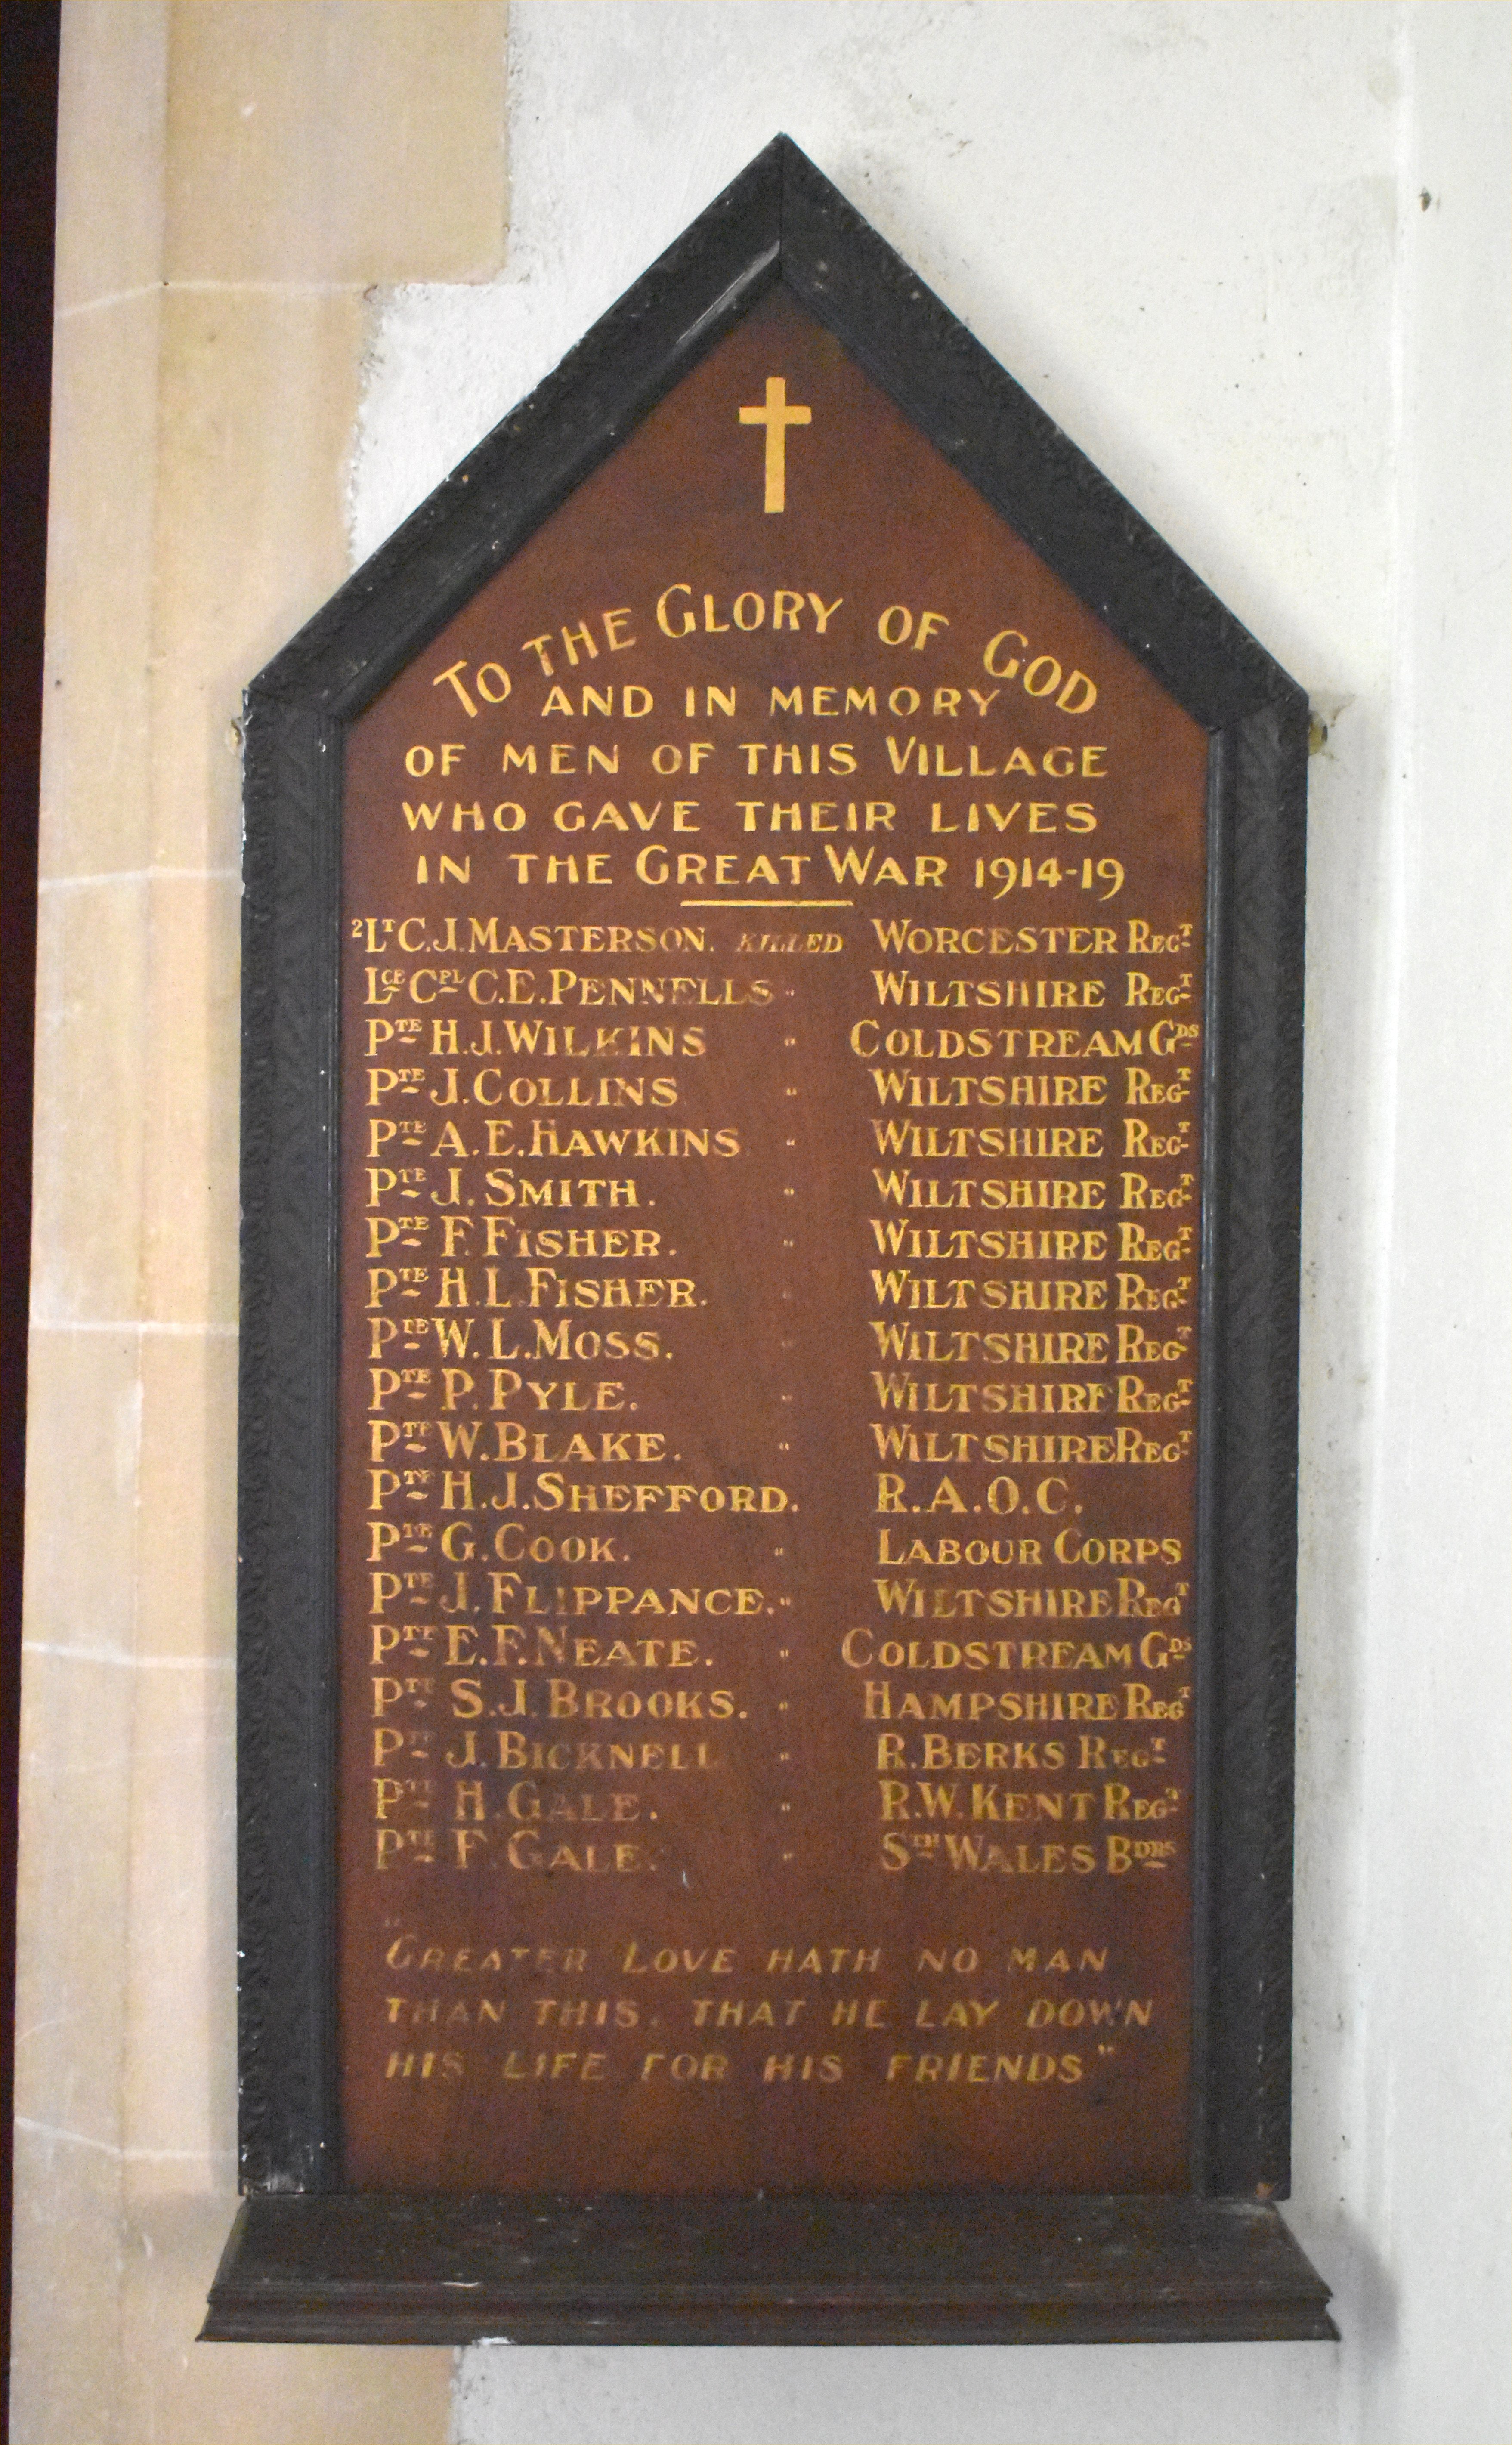 To the Glory of God
and in memory
of men of this Village
who gave their lives
in the Great War 1914-19
2Lt C.J. Masterson. killed Worcester Regt
Lce Cpl C.E. Pennells " Wiltshire Regt
Pte H.J. Wilkins " Coldstream Gds
Pte J. Collins " Wiltshire Regt
Pte A.E. Hawkins " Wiltshire Regt
Pte J. Smith. " Wiltshire Regt
Pte F. Fisher. " Wiltshire Regt
Pte H.L. Fisher. " Wiltshire Regt
Pte W.L. Moss. " Wiltshire Regt
Pte P. Pyle. " Wiltshire Regt
Pte W. Blake. " Wiltshire Regt
Pte H.J. Shefford. R.A.O.C.
Pte G. Cook. " Labour Corps
Pte J. Flippance. " Wiltshire Regt
Pte E.F. Neate. " Coldstream Gds
Pte S.J. Brooks. " Hampshire Regt
Pte J. Bicknell " R. Berks Regt
Pte H. Gale. " R.W. Kent Regt
Pte F. Gale. " Sth Wales Bdrs
"Greater Love hath no man
than this, that he lay down
his life for his friends"